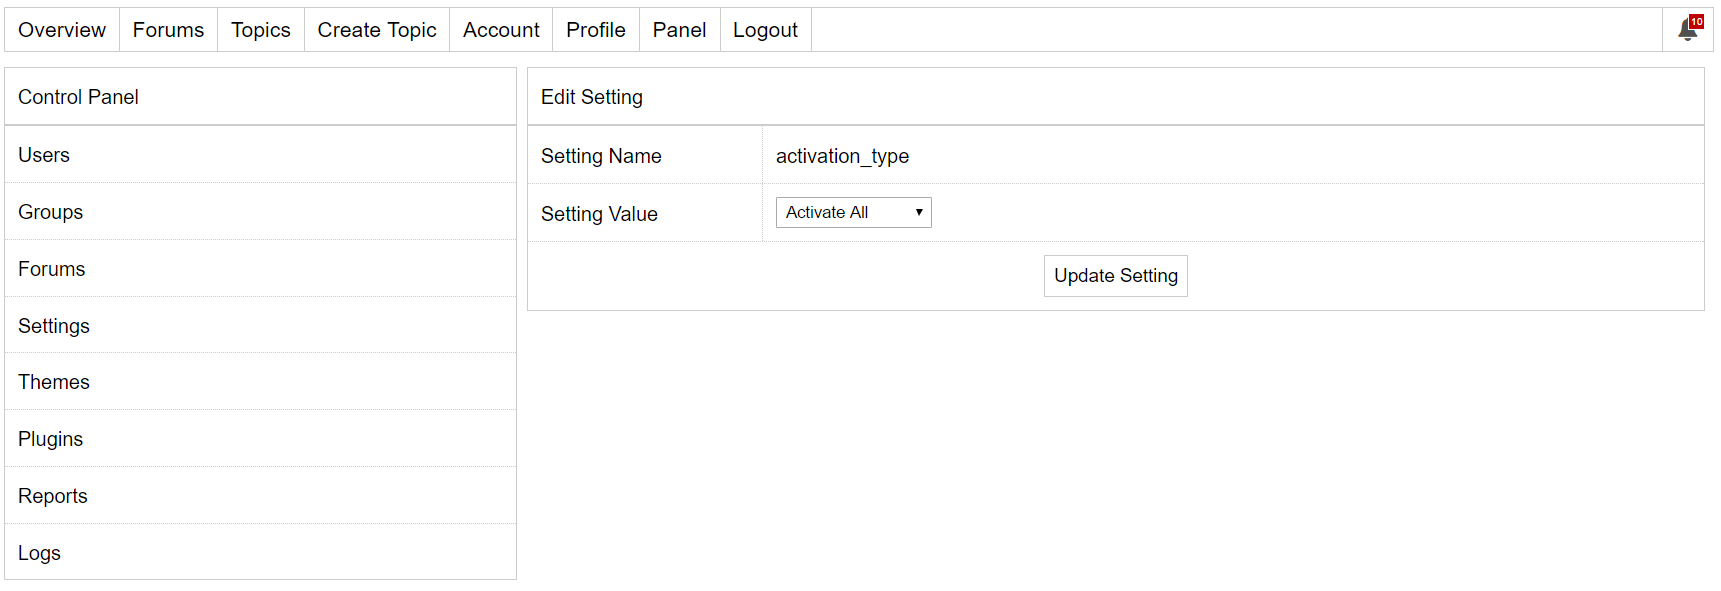 Overview Forums Topics Create Topic Account Profile Panel Logout 10
Control Panel
Users
Groups
Forums
Settings
Themes
Plugins
Reports
Logs
Edit Setting
Setting Name activation_type
Setting Value Activate All
Update Setting